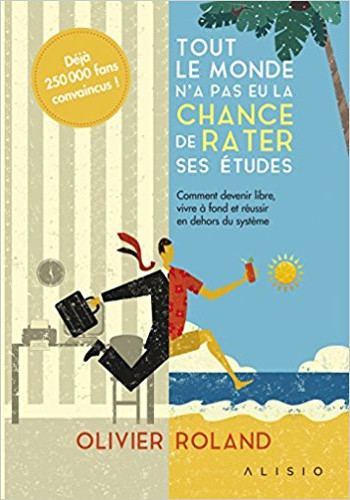 Déjà
250 000 fans
convaincus !
TOUT
LE MONDE
N'A PAS EU LA
CHANCE
DE RATER
SES ÉTUDES
Comment devenir libre,
vivre à fond et réussir
en dehors du système
OLIVIER ROLAND
ALISIO